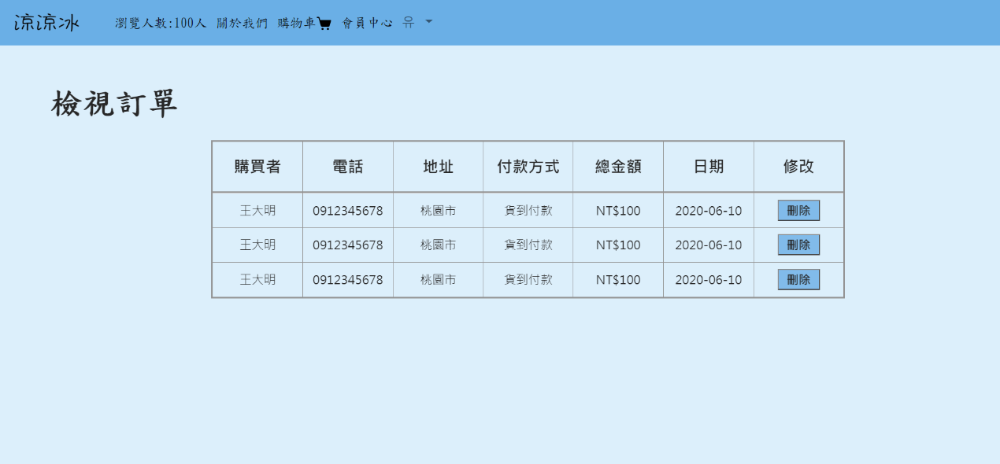 涼涼冰 瀏覽人數:100人 關於我們 購物車 會員中心 유
檢視訂單
購買者 電話 地址 付款方式 總金額 日期 修改
王大明 0912345678 桃園市 貨到付款 NT$100 2020-06-10 刪除
王大明 0912345678 桃園市 貨到付款 NT$100 2020-06-10 刪除
王大明 0912345678 桃園市 貨到付款 NT$100 2020-06-10 刪除